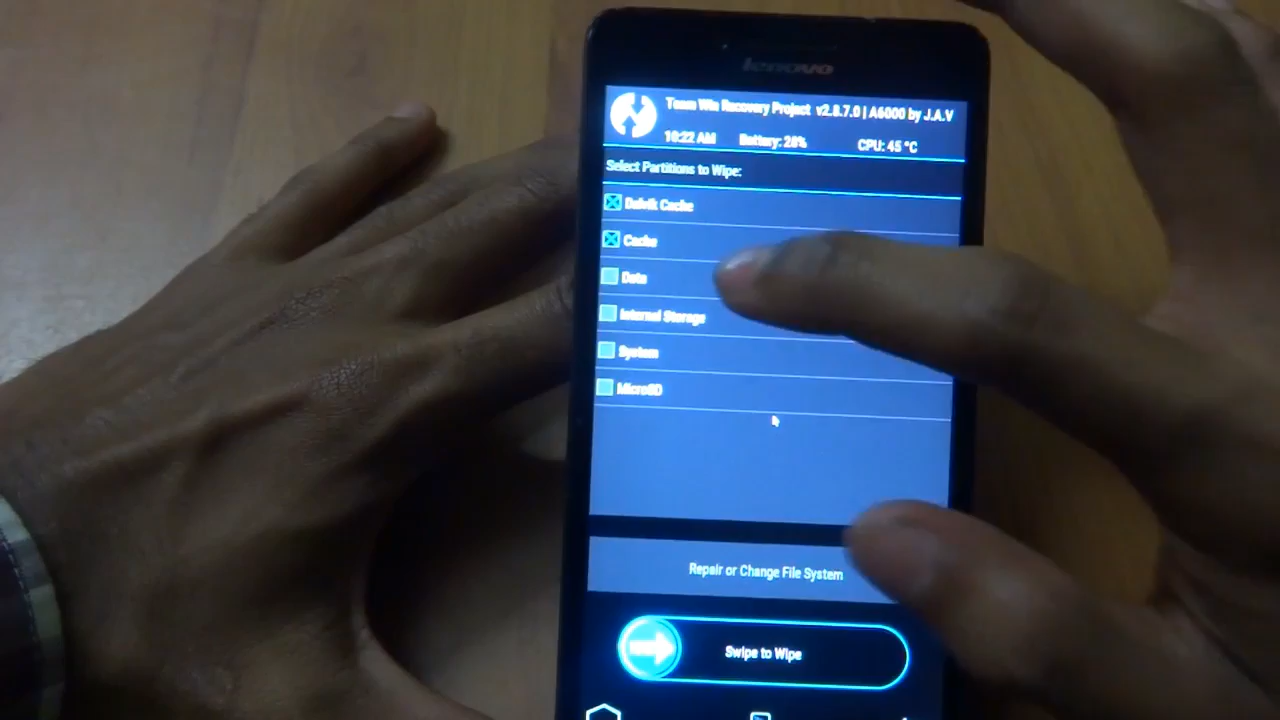 lenovo
Team Win Recovery Project v2.8.7.0 | A6000 by J.A.V
10:22 AM Battery: 28% CPU: 45 °C
Select Partitions to Wipe:
Dalvik Cache
Cache
Data
Internal Storage
System
MicroSD
Repair or Change File System
Swipe to Wipe